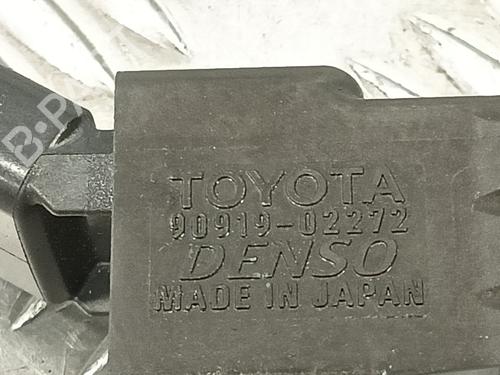 TOYOTA
90919-02272
DENSO
MADE IN JAPAN